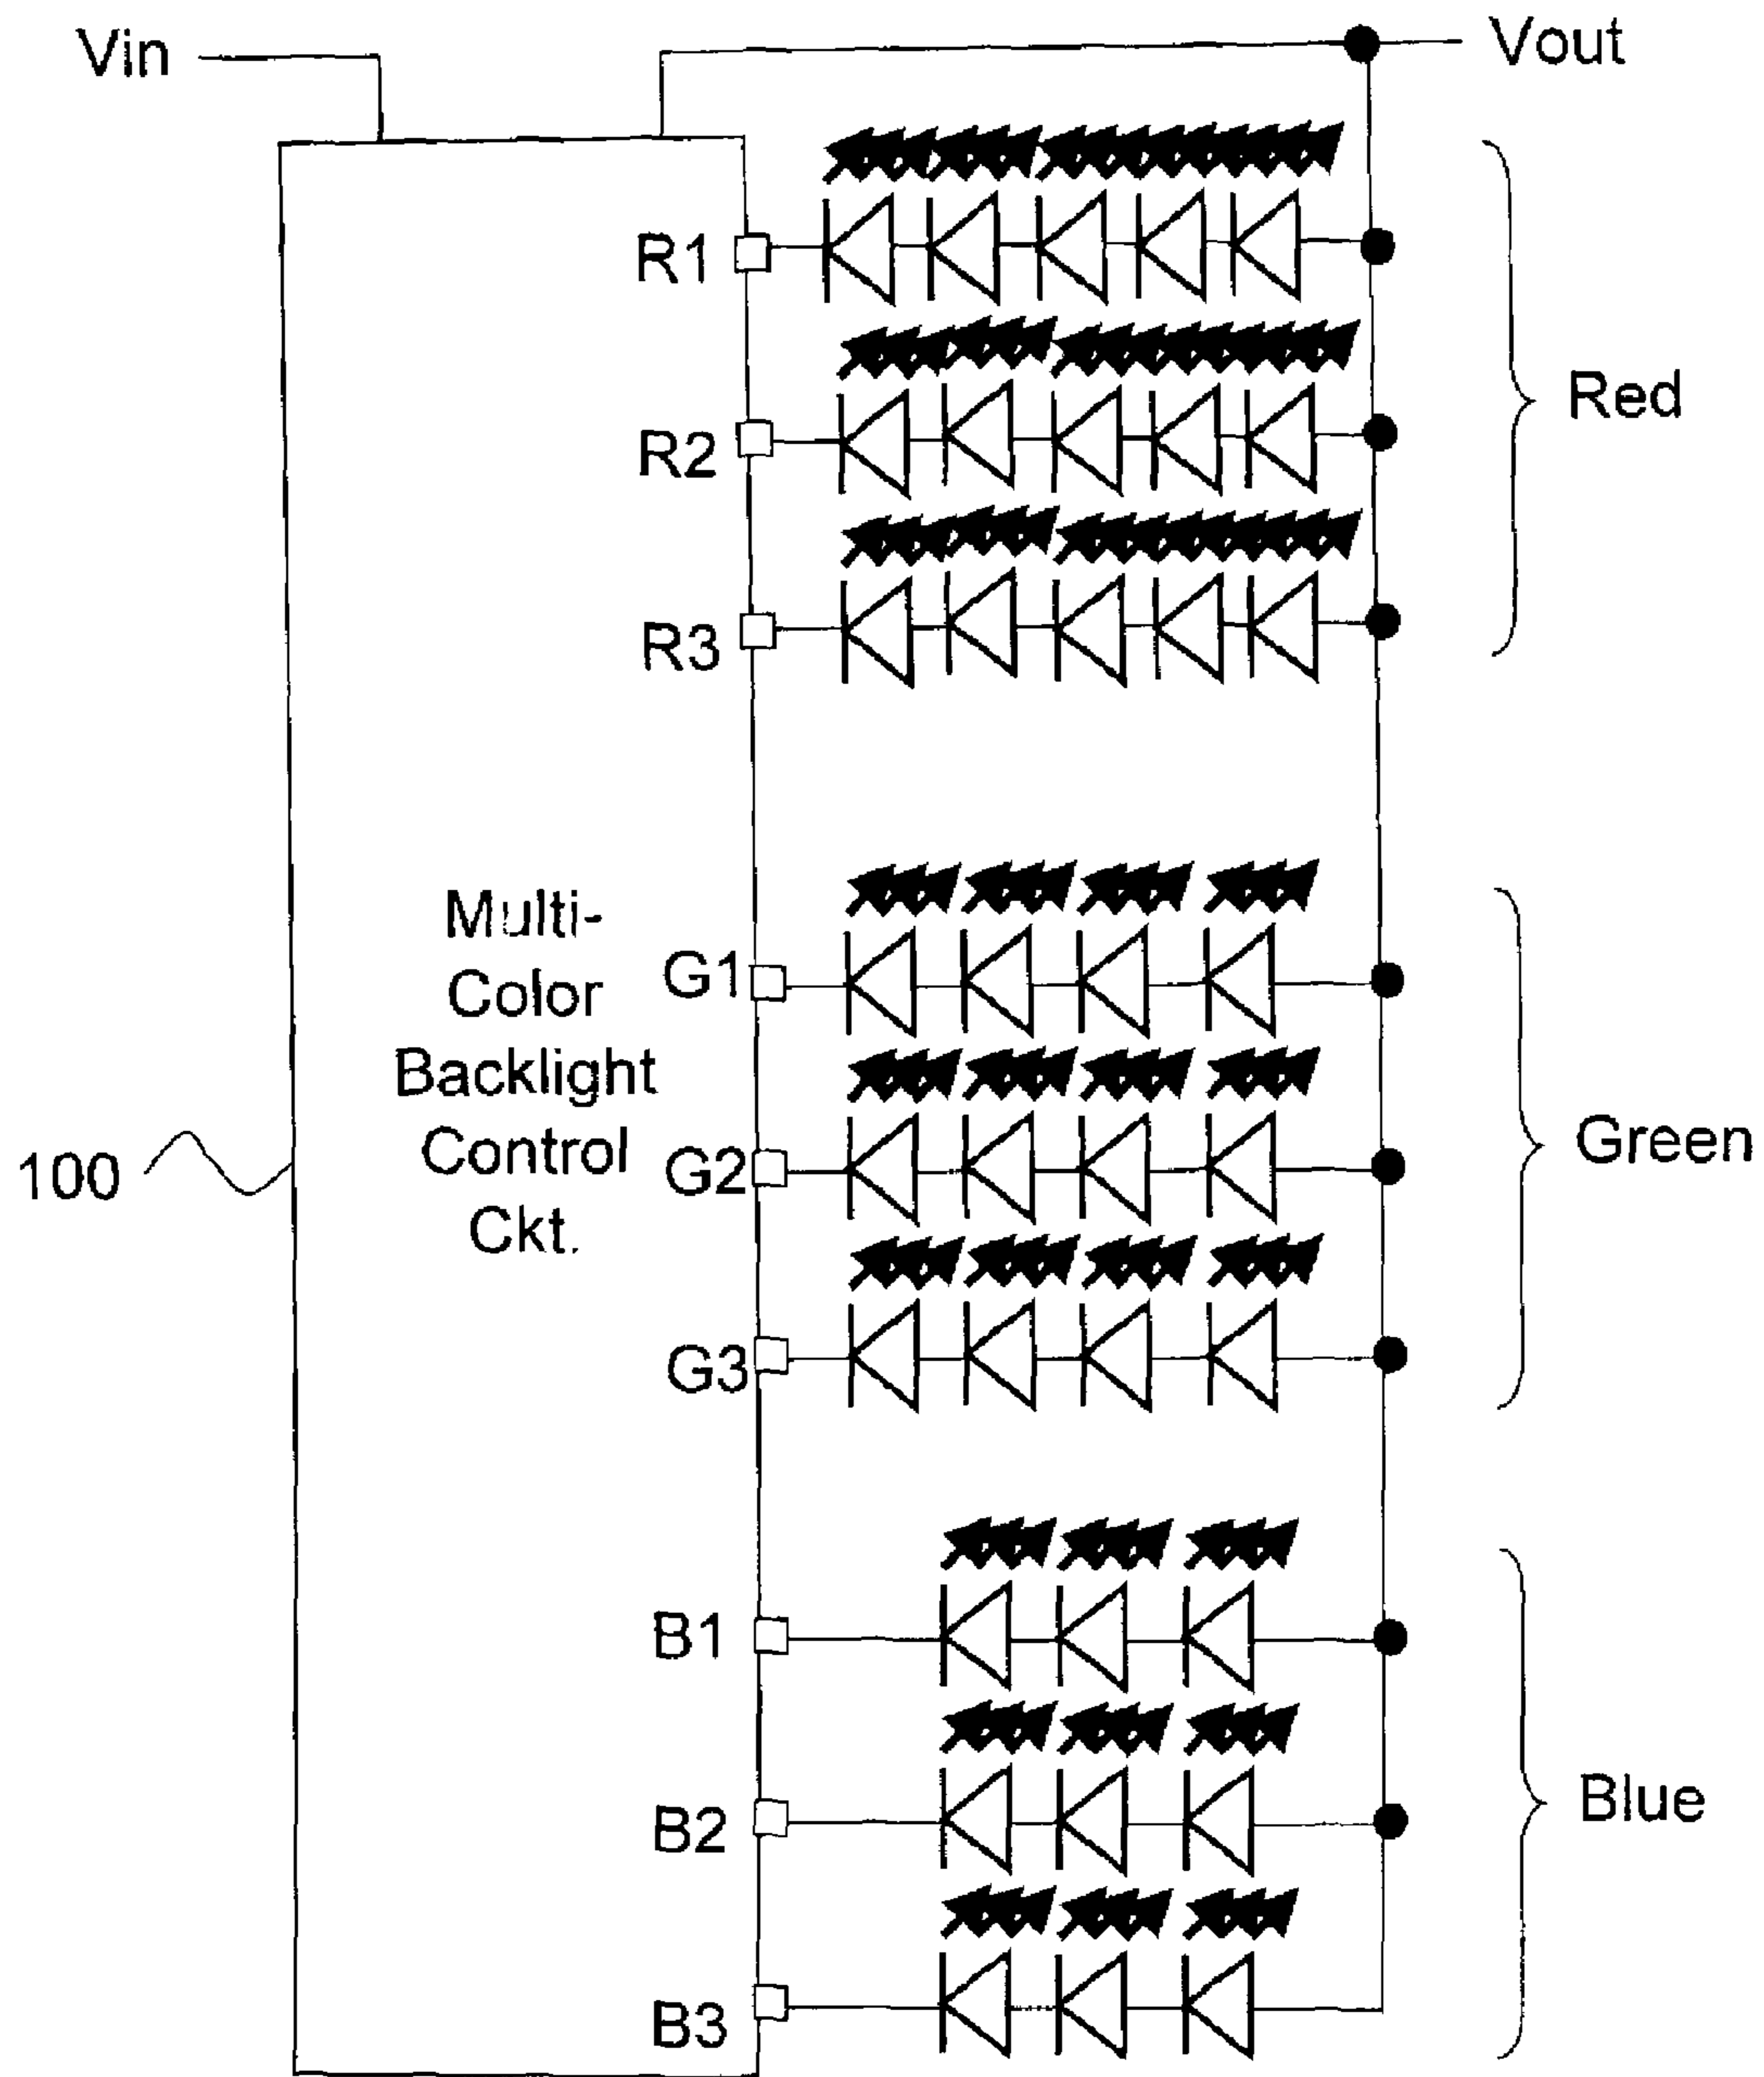 Vin
Vout
R1
R2
Red
R3
Multi-
Color
Backlight
Control
Ckt.
100
G1
G2
Green
G3
B1
B2
Blue
B3